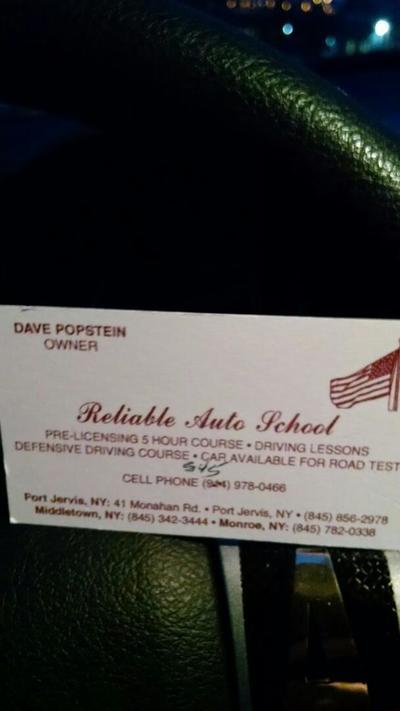 DAVE POPSTEIN
OWNER
Reliable Auto School
PRE-LICENSING 5 HOUR COURSE • DRIVING LESSONS
DEFENSIVE DRIVING COURSE • CAR AVAILABLE FOR ROAD TEST
845
CELL PHONE (914) 978-0466
Port Jervis, NY: 41 Monahan Rd. • Port Jervis, NY • (845) 856-2978
Middletown, NY: (845) 342-3444 • Monroe, NY: (845) 782-0338